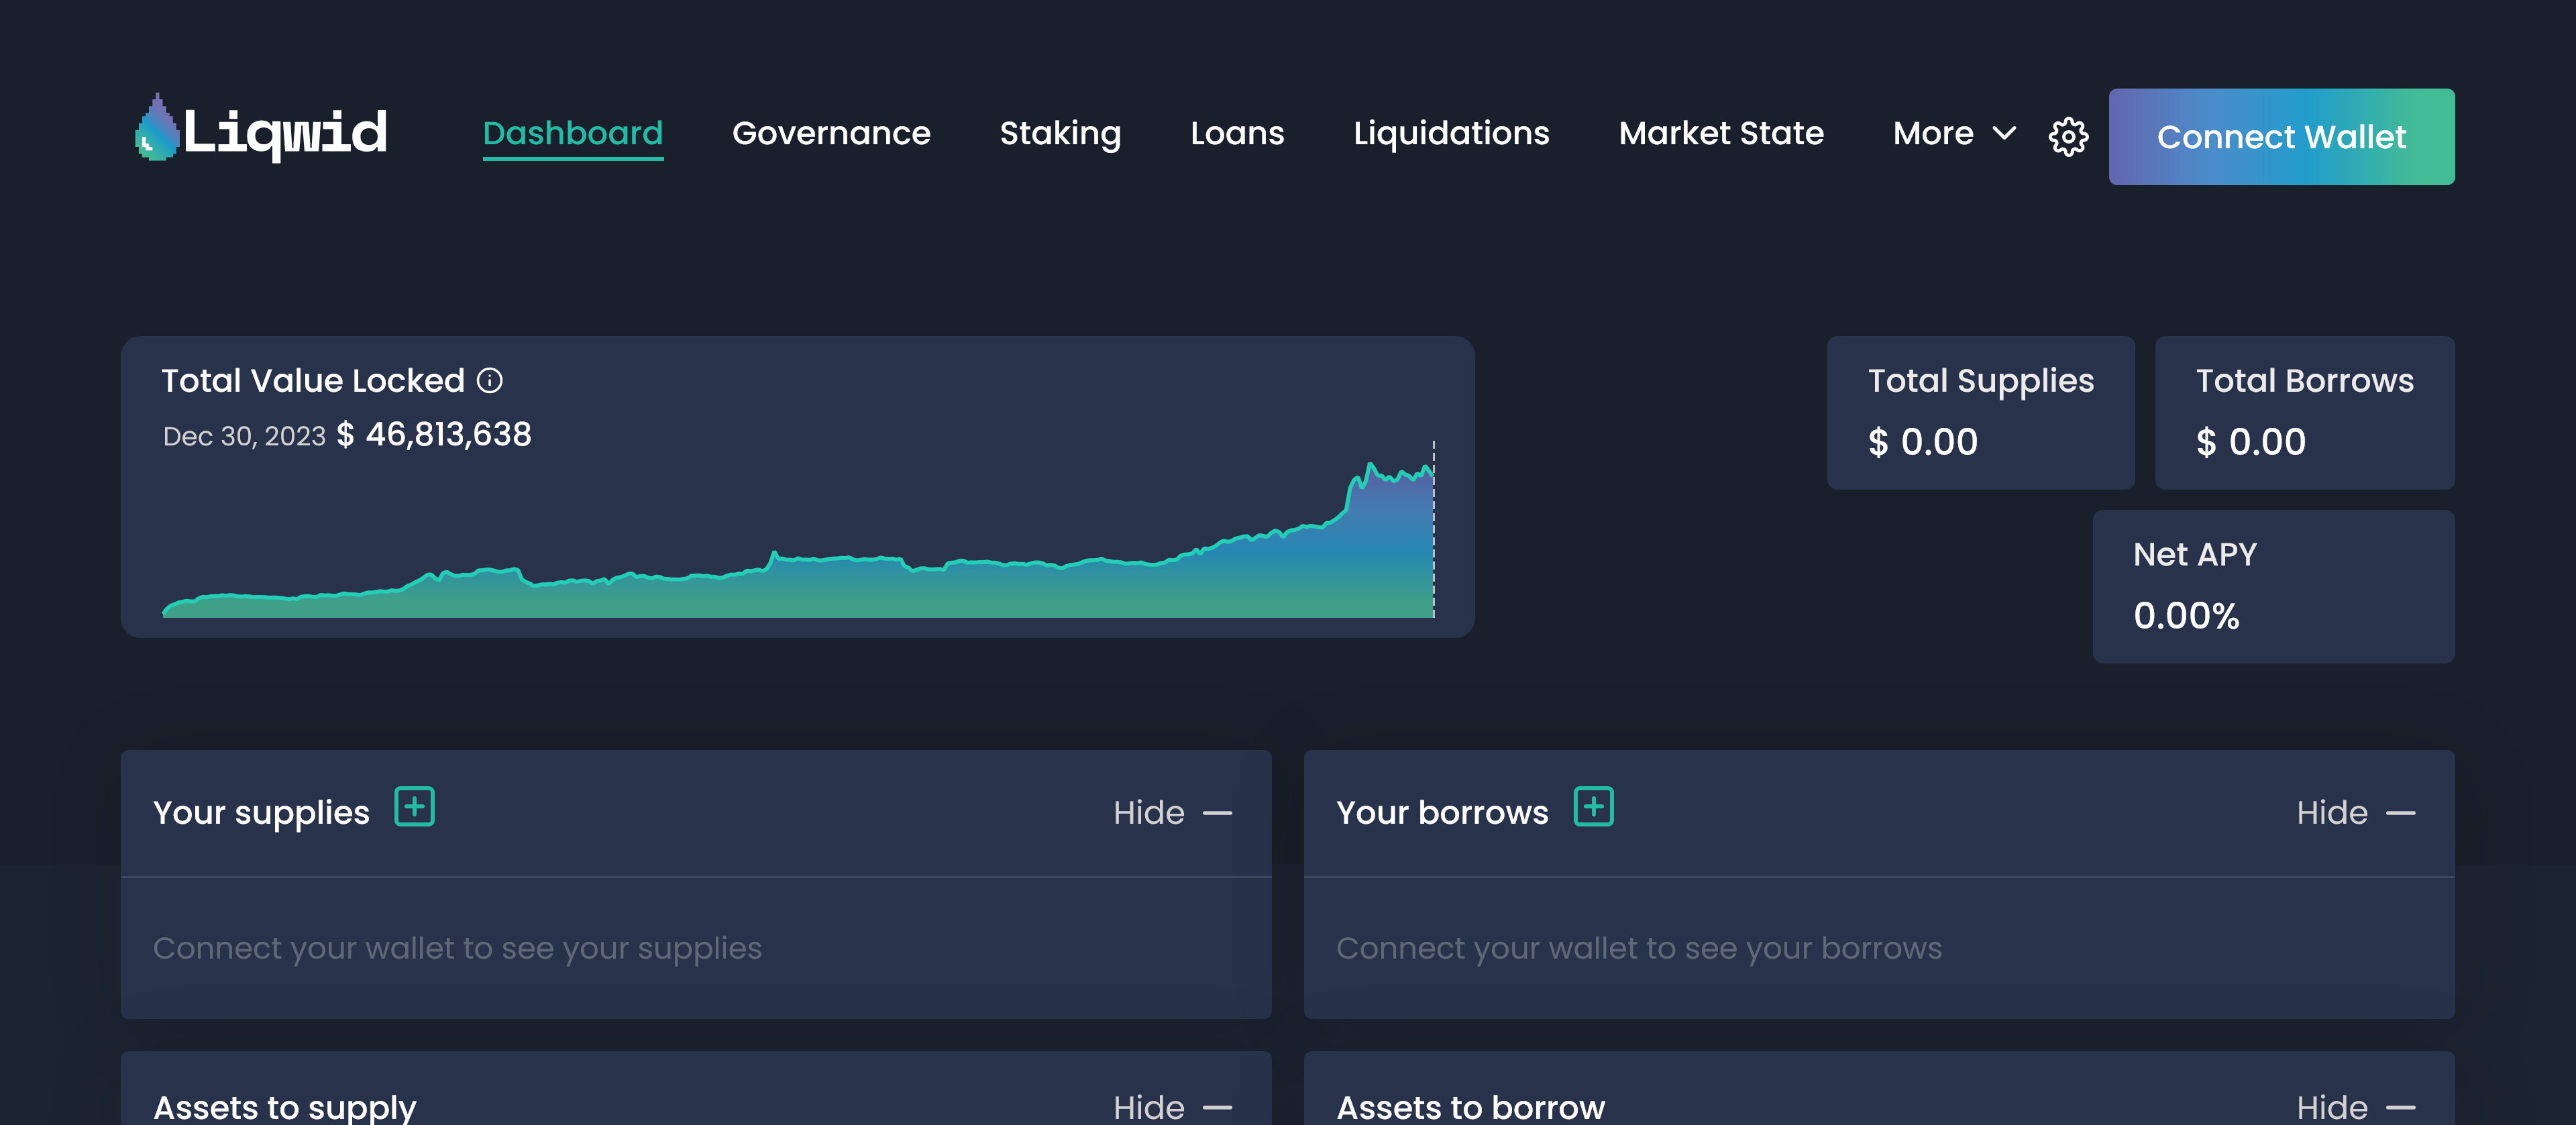 Liqwid Dashboard Governance Staking Loans Liquidations Market State More Connect Wallet
Total Value Locked
Dec 30, 2023 $ 46,813,638
Total Supplies
$ 0.00
Total Borrows
$ 0.00
Net APY
0.00%
Your supplies Hide
Connect your wallet to see your supplies
Your borrows Hide
Connect your wallet to see your borrows
Assets to supply Hide
Assets to borrow Hide